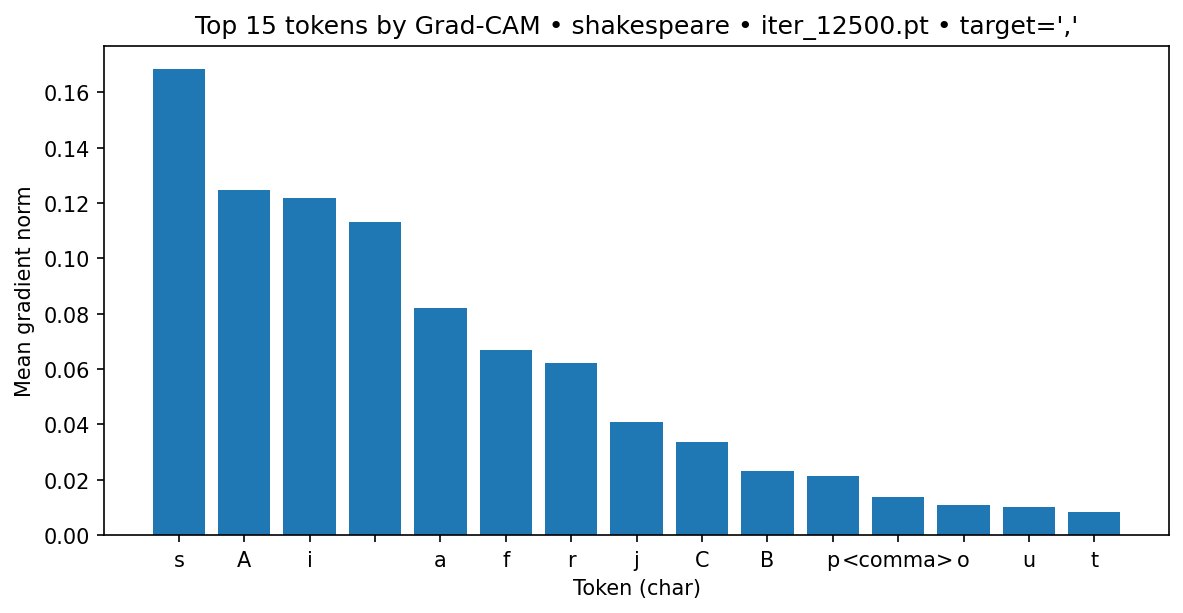 Top 15 tokens by Grad-CAM • shakespeare • iter_12500.pt • target=','
Mean gradient norm
0.16
0.14
0.12
0.10
0.08
0.06
0.04
0.02
0.00
s A i a f r j C B p <comma> o u t
Token (char)